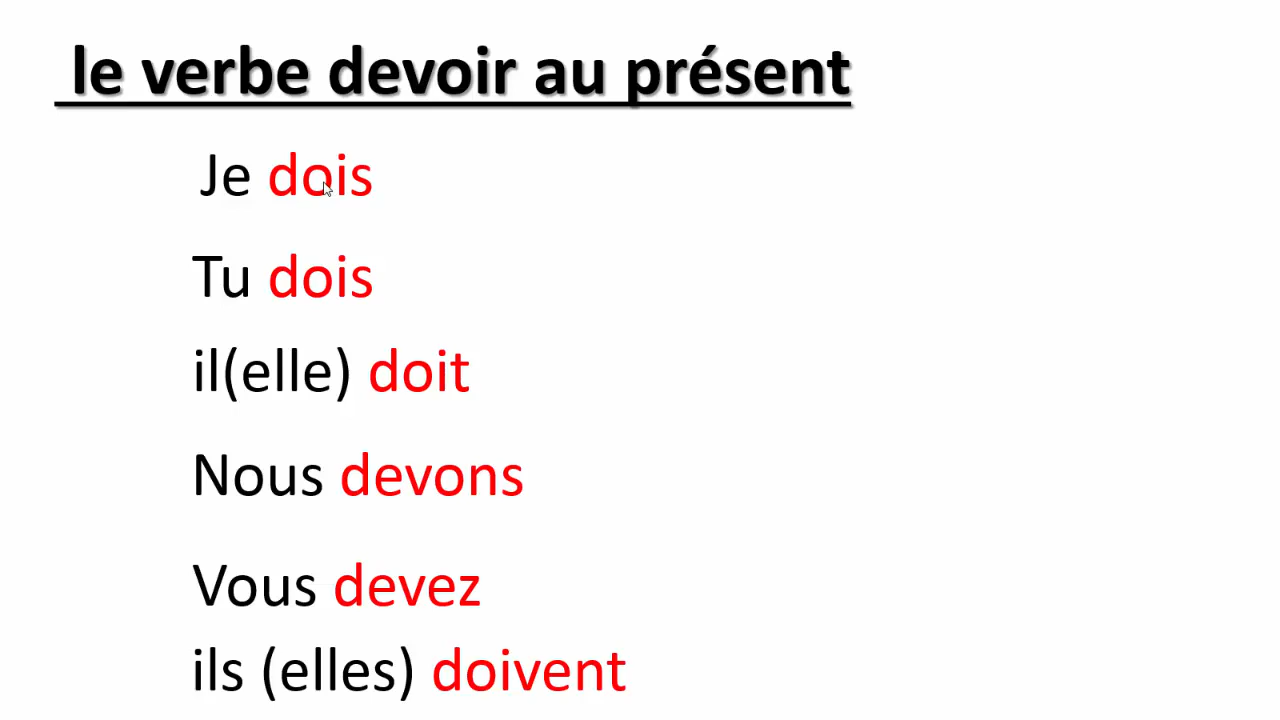 le verbe devoir au présent
Je dois
Tu dois
il(elle) doit
Nous devons
Vous devez
ils (elles) doivent